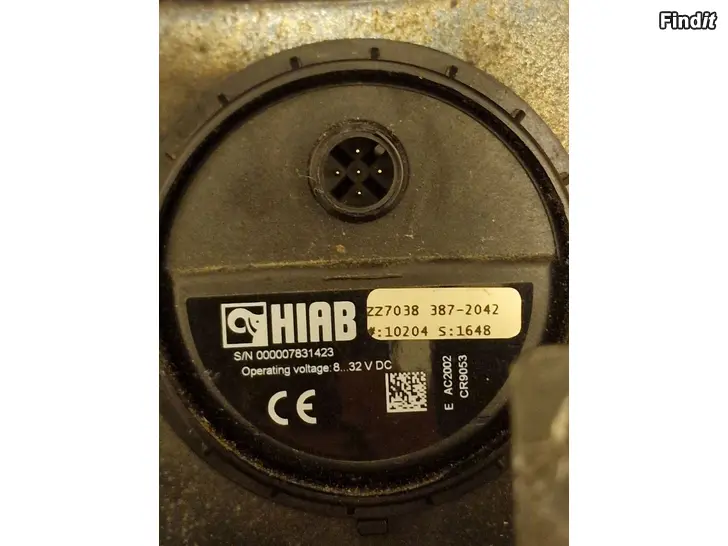 Findit
HIAB
ZZ7038 387-2042
#:10204 S:1648
S/N 000007831423
Operating voltage: 8...32 V DC
CE
E AC2002
CR9053